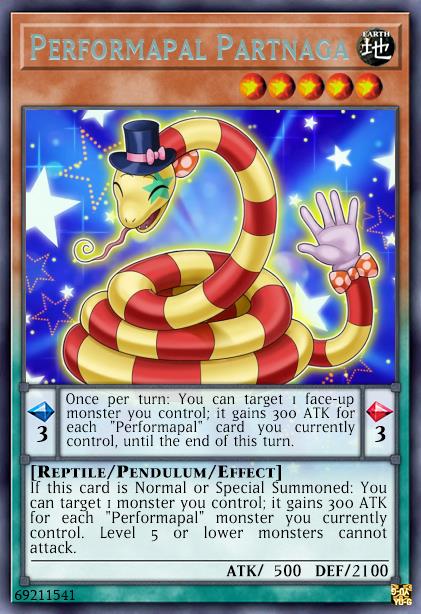 PERFORMAPAL PARTNAGA
EARTH
地
Once per turn: You can target 1 face-up
monster you control; it gains 300 ATK for
each "Performapal" card you currently
control, until the end of this turn.
3
3
[REPTILE/PENDULUM/EFFECT]
If this card is Normal or Special Summoned: You
can target 1 monster you control; it gains 300 ATK
for each "Performapal" monster you currently
control. Level 5 or lower monsters cannot
attack.
ATK/ 500 DEF/2100
69211541